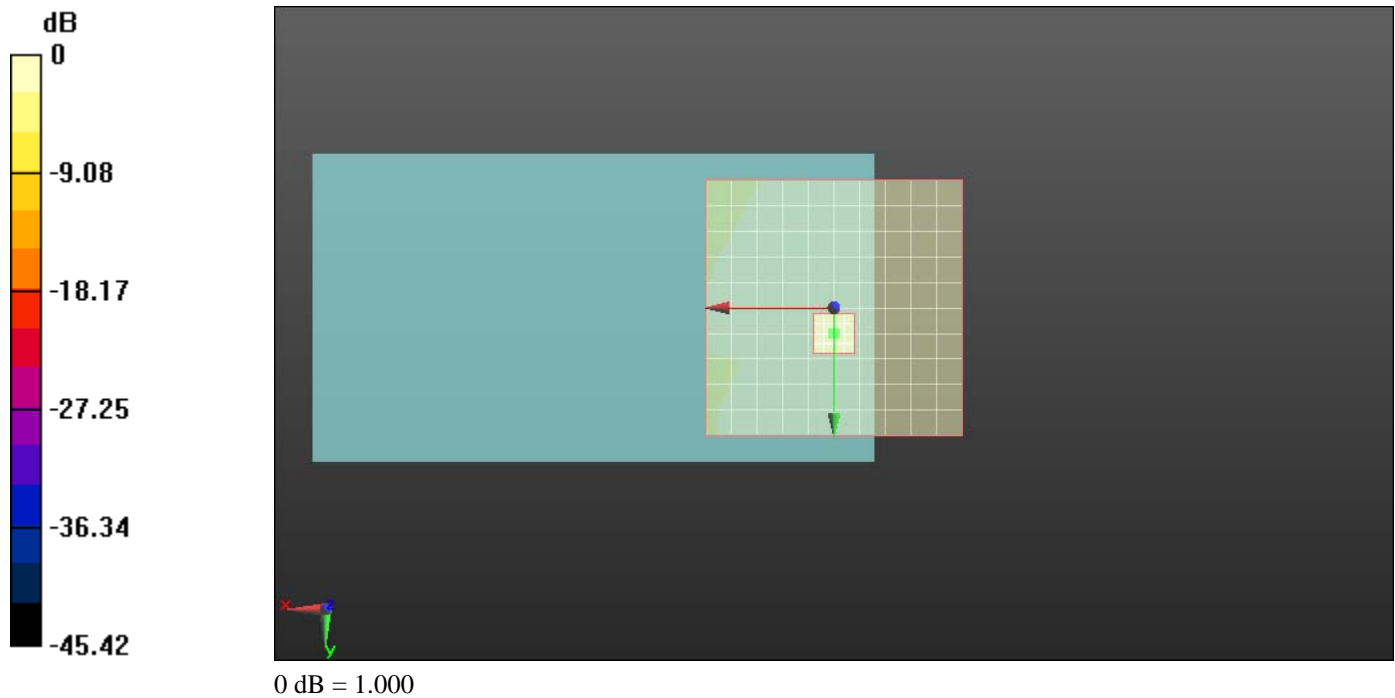 dB
0
-9.08
-18.17
-27.25
-36.34
-45.42
x
z
y
0 dB = 1.000